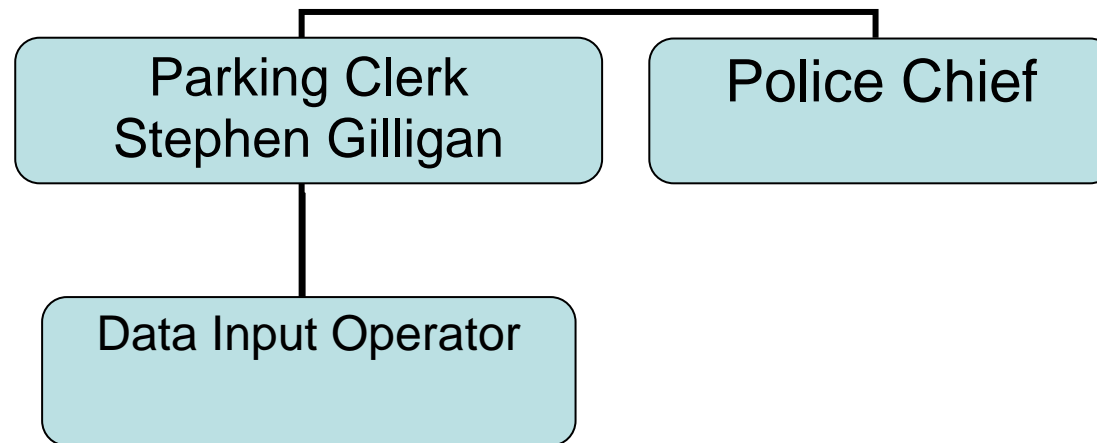 Parking Clerk
Stephen Gilligan
Police Chief
Data Input Operator